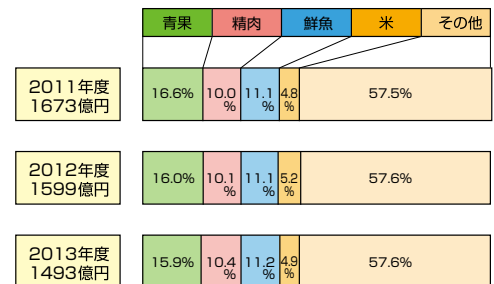 青果 精肉 鮮魚 米 その他
2011年度
1673億円
16.6% 10.0% 11.1% 4.8% 57.5%
2012年度
1599億円
16.0% 10.1% 11.1% 5.2% 57.6%
2013年度
1493億円
15.9% 10.4% 11.2% 4.9% 57.6%